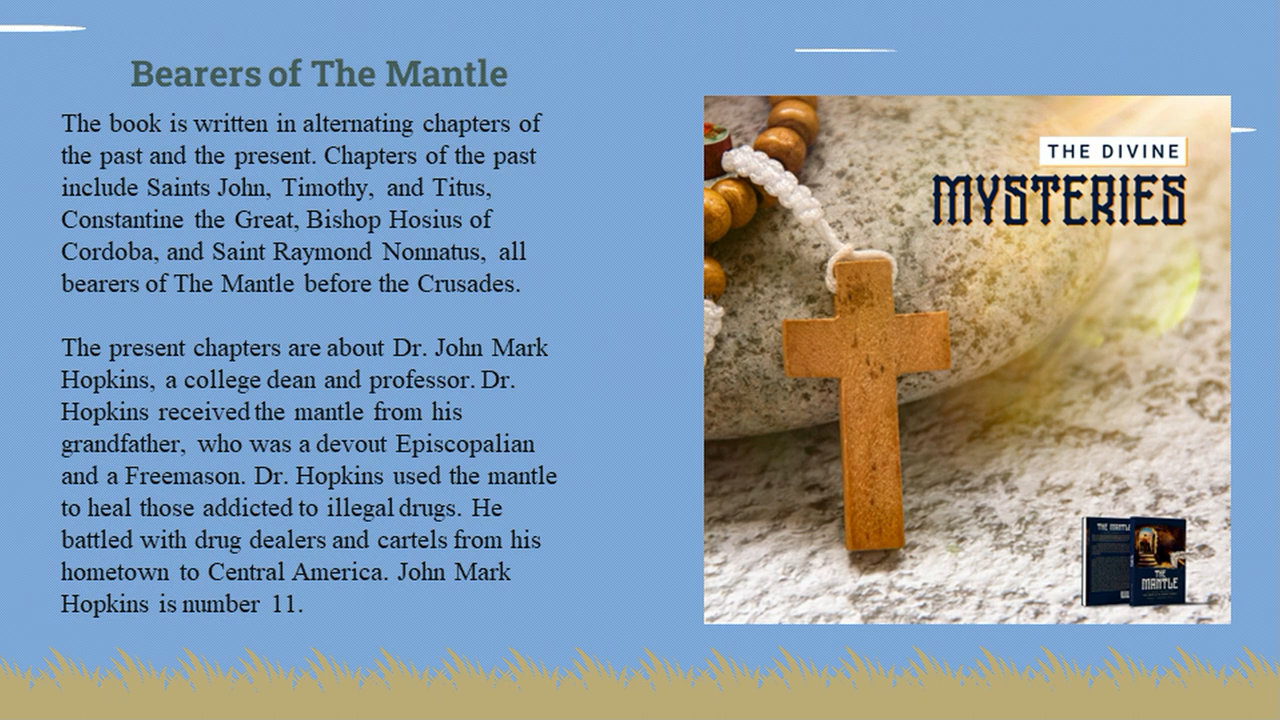 Bearers of The Mantle
The book is written in alternating chapters of
the past and the present. Chapters of the past
include Saints John, Timothy, and Titus,
Constantine the Great, Bishop Hosius of
Cordoba, and Saint Raymond Nonnatus, all
bearers of The Mantle before the Crusades.
The present chapters are about Dr. John Mark
Hopkins, a college dean and professor. Dr.
Hopkins received the mantle from his
grandfather, who was a devout Episcopalian
and a Freemason. Dr. Hopkins used the mantle
to heal those addicted to illegal drugs. He
battled with drug dealers and cartels from his
hometown to Central America. John Mark
Hopkins is number 11.
THE DIVINE
MYSTERIES
THE MANTLE
THE
MANTLE